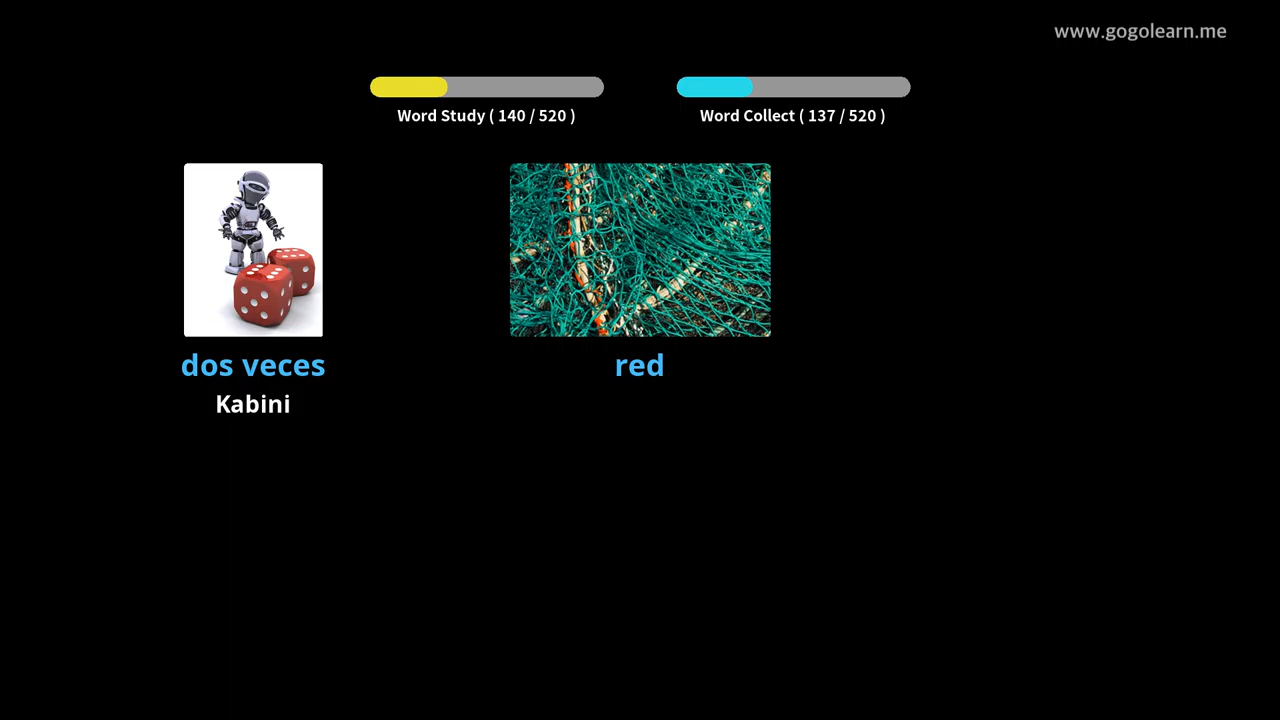 www.gogolearn.me
Word Study ( 140 / 520 )
Word Collect ( 137 / 520 )
dos veces
Kabini
red